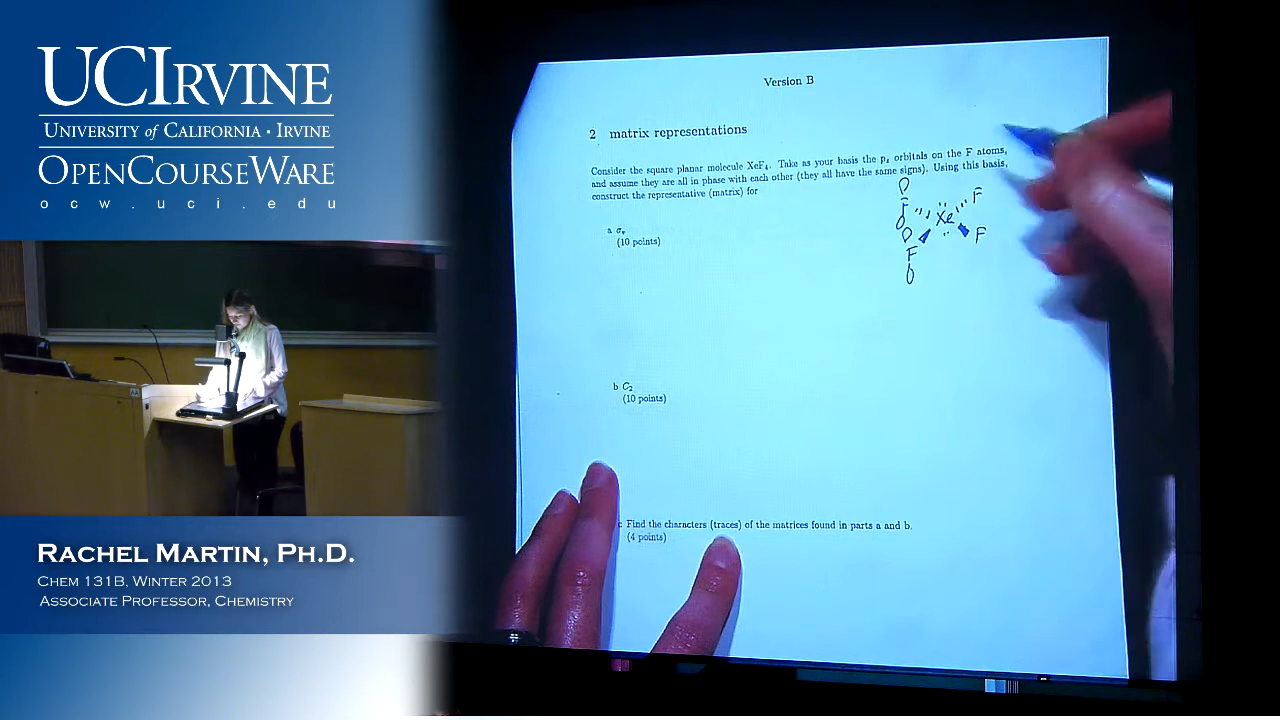 UCIRVINE
UNIVERSITY of CALIFORNIA · IRVINE
OPENCOURSEWARE
ocw.uci.edu
RACHEL MARTIN, PH.D.
CHEM 131B, WINTER 2013
ASSOCIATE PROFESSOR, CHEMISTRY
Version B
2 matrix representations
Consider the square planar molecule XeF₄. Take as your basis the p_z orbitals on the F atoms,
and assume they are all in phase with each other (they all have the same signs). Using this basis,
construct the representative (matrix) for
F
F Xe
F
F
a σᵥ
(10 points)
b C₂
(10 points)
c Find the characters (traces) of the matrices found in parts a and b.
(4 points)